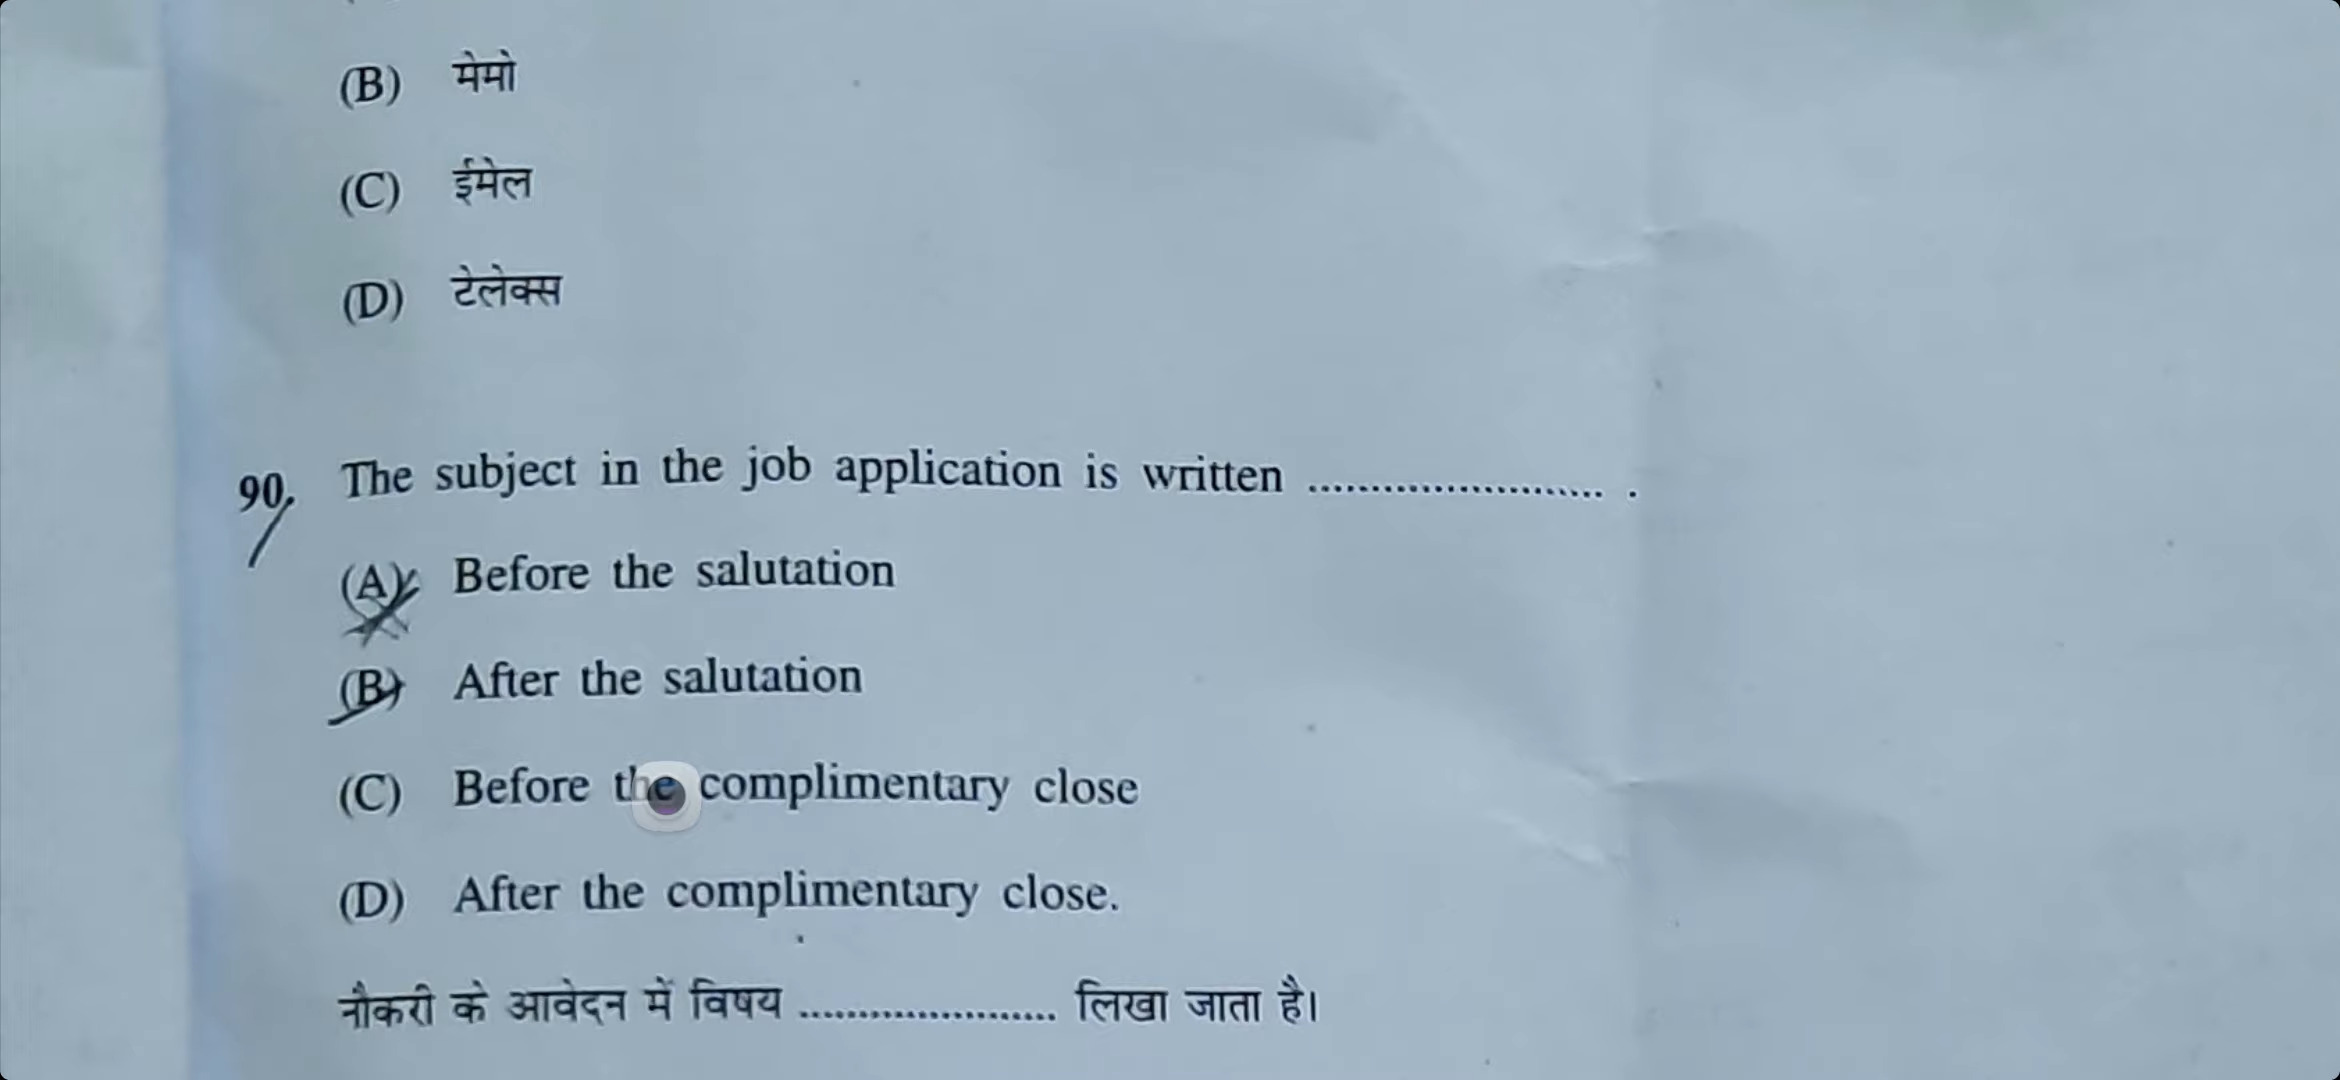 (B) मेमो
(C) ईमेल
(D) टेलेक्स
90. The subject in the job application is written ........................ .
(A) Before the salutation
(B) After the salutation
(C) Before the complimentary close
(D) After the complimentary close.
नौकरी के आवेदन में विषय ..................... लिखा जाता है।